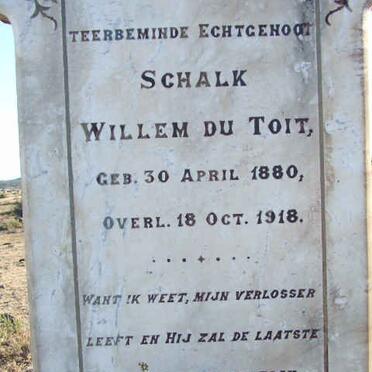 TEERBEMINDE ECHTGENOOT
SCHALK
WILLEM DU TOIT,
GEB. 30 APRIL 1880,
OVERL. 18 OCT. 1918.
WANT IK WEET, MIJN VERLOSSER
LEEFT EN HIJ ZAL DE LAATSTE